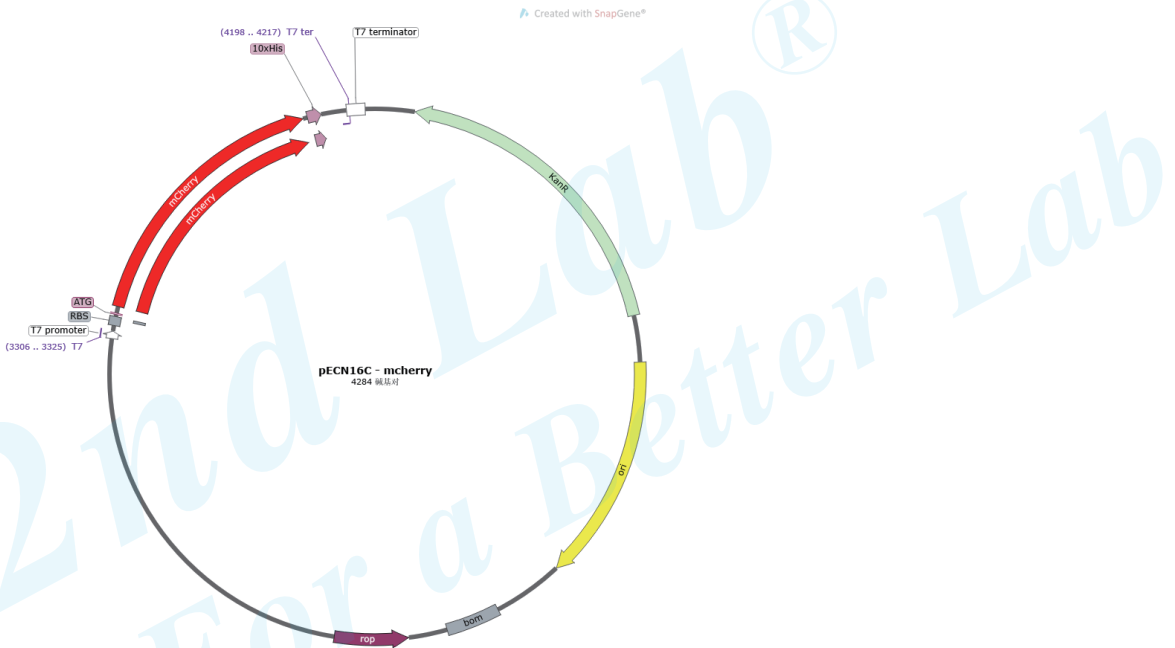 Created with SnapGene®
(4198 .. 4217) T7 ter
T7 terminator
10xHis
KanR
mCherry
mCherry
ATG
RBS
T7 promoter
(3306 .. 3325) T7
pECN16C - mcherry
4284 碱基对
ori
bom
rop
2nd Lab®
For a Better Lab